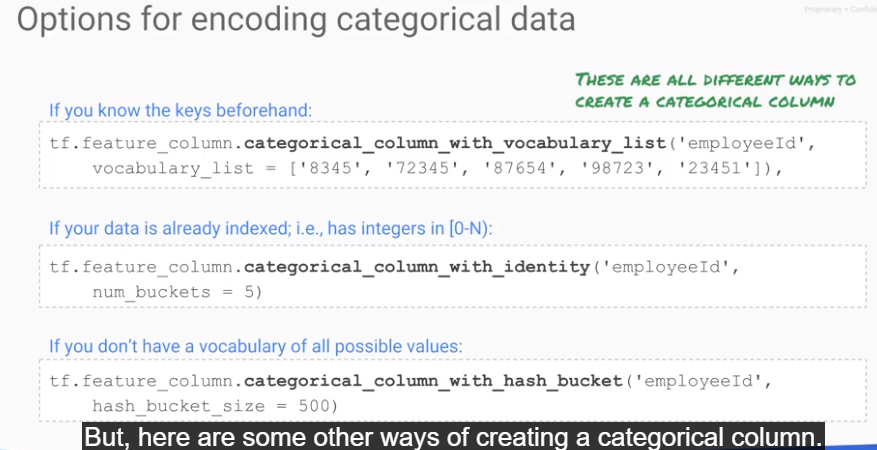 Proprietary + Confide
Options for encoding categorical data
THESE ARE ALL DIFFERENT WAYS TO
CREATE A CATEGORICAL COLUMN
If you know the keys beforehand:
tf.feature_column.categorical_column_with_vocabulary_list('employeeId',
vocabulary_list = ['8345', '72345', '87654', '98723', '23451']),
If your data is already indexed; i.e., has integers in [0-N):
tf.feature_column.categorical_column_with_identity('employeeId',
num_buckets = 5)
If you don't have a vocabulary of all possible values:
tf.feature_column.categorical_column_with_hash_bucket('employeeId',
hash_bucket_size = 500)
But, here are some other ways of creating a categorical column.